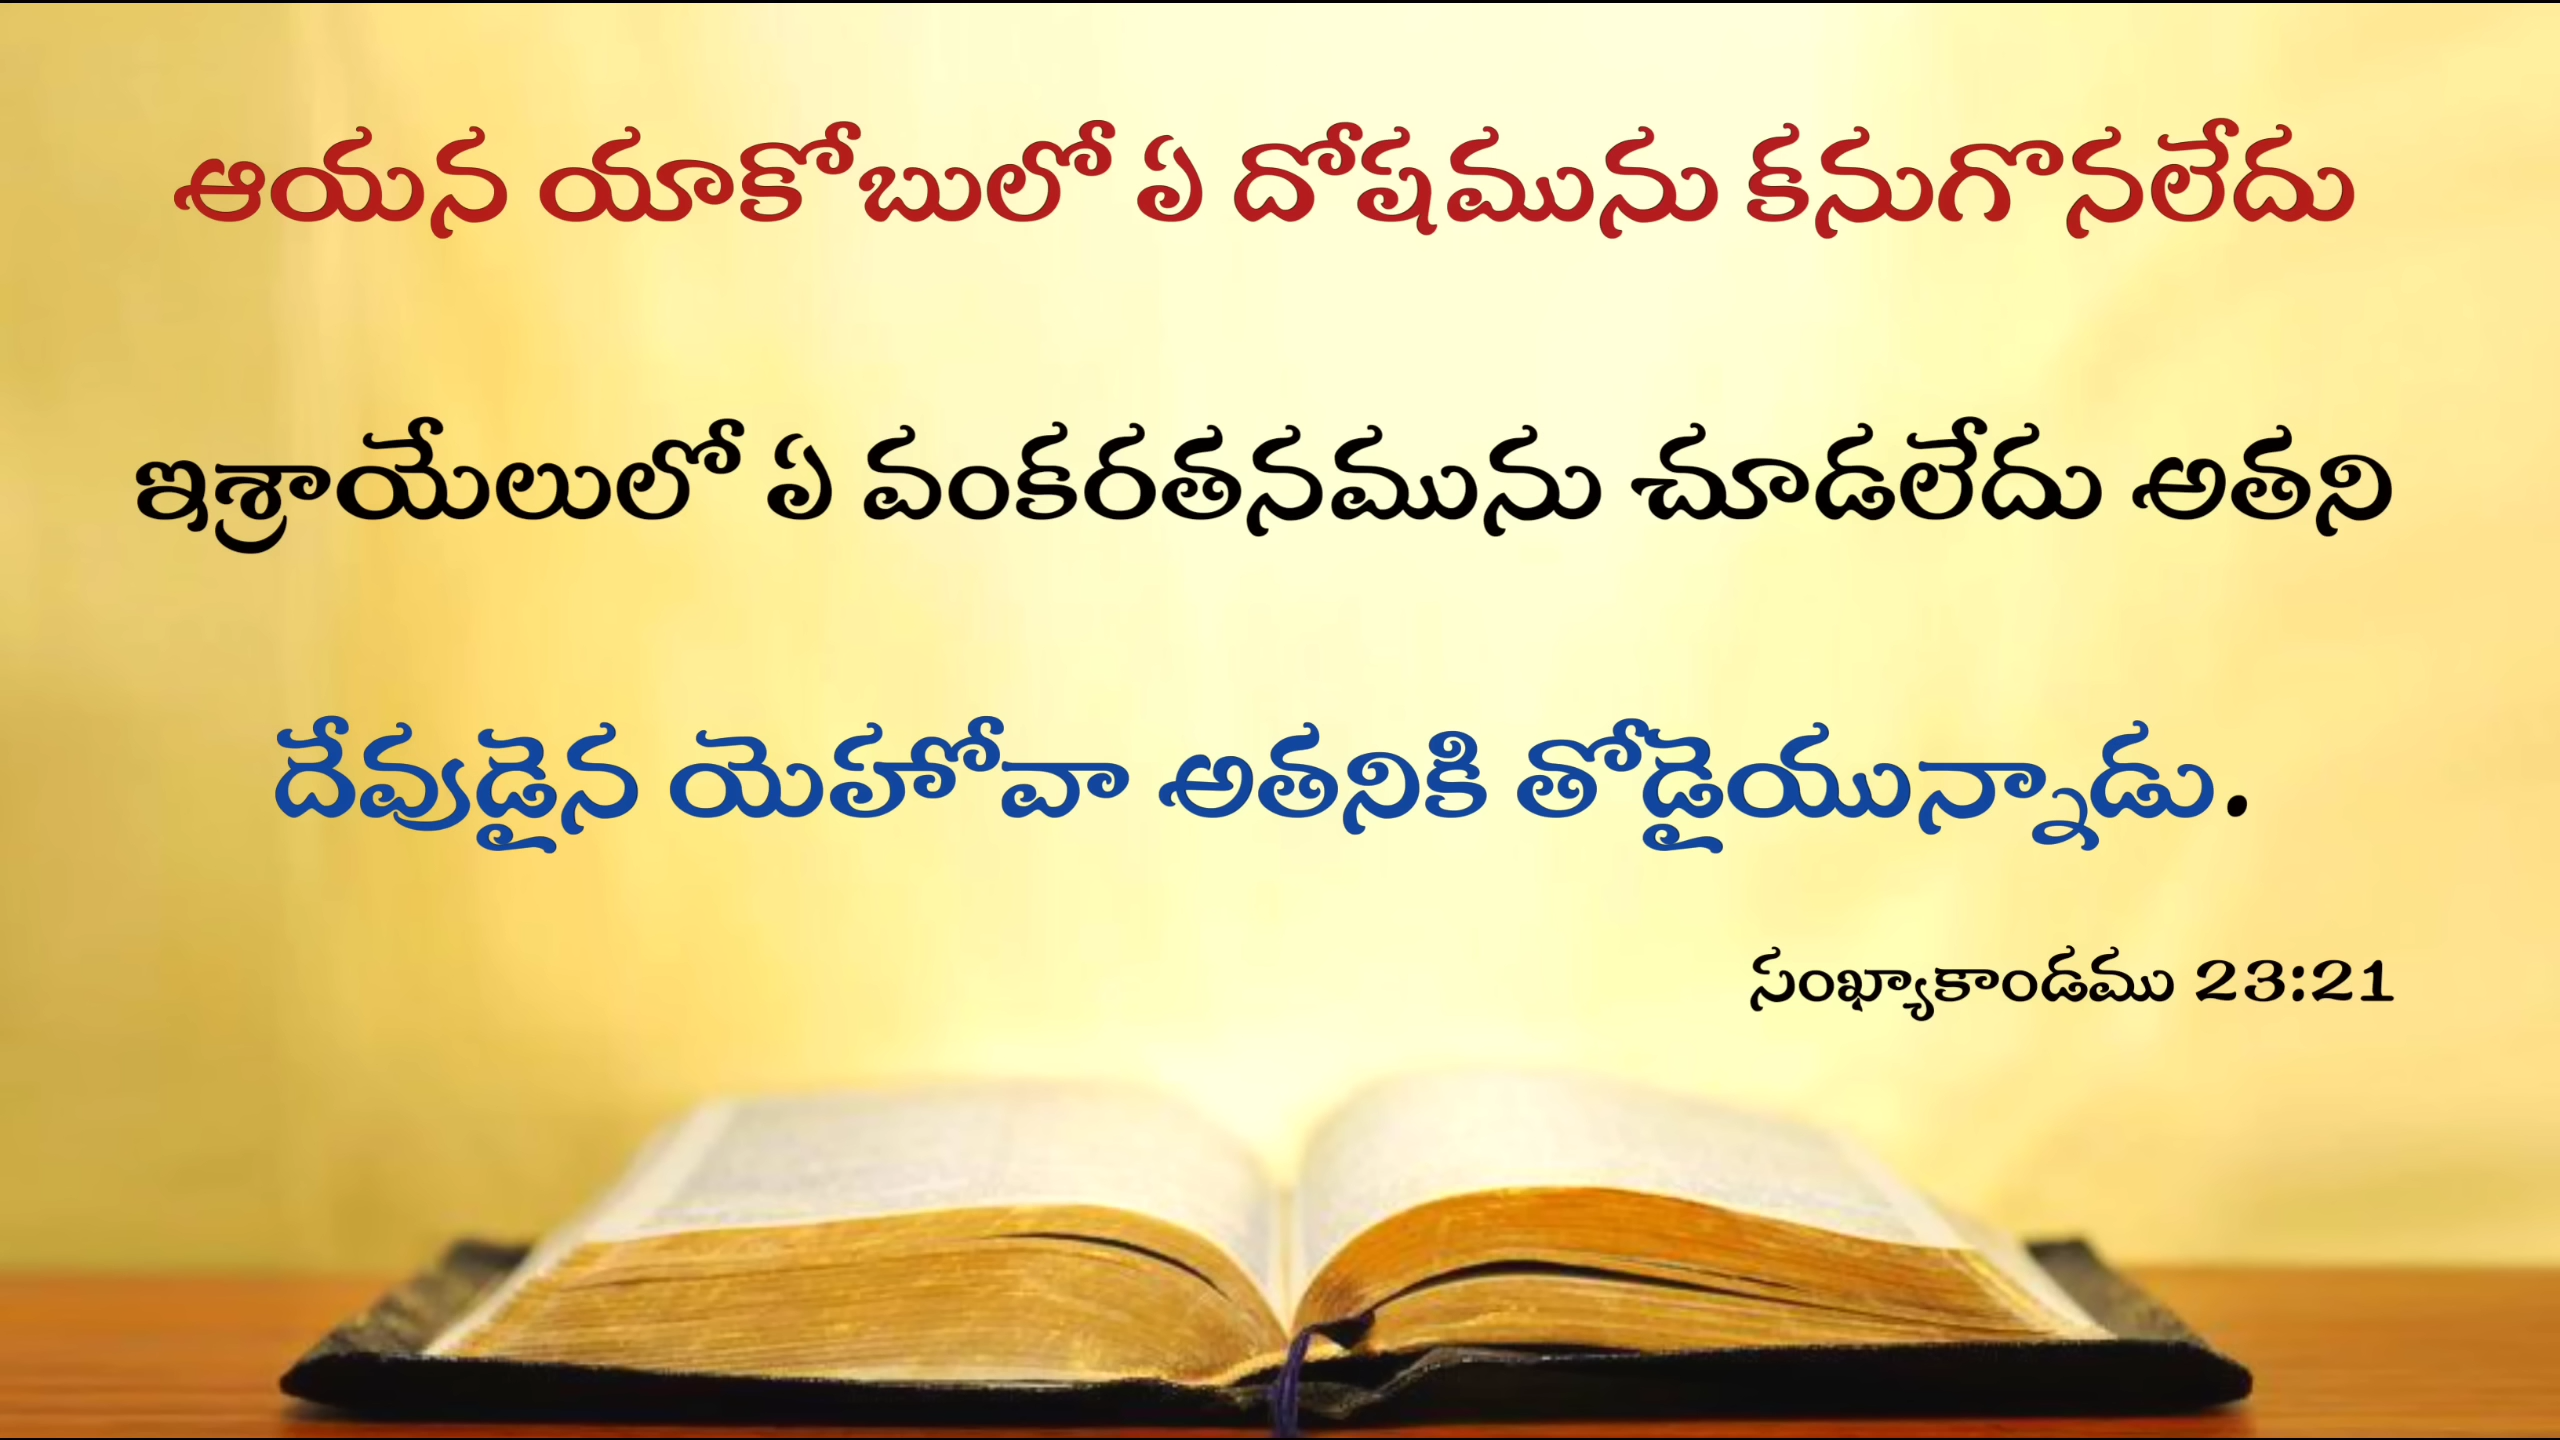 ఆయన యాకోబులో ఏ దోషమును కనుగొనలేదు
ఇశ్రాయేలులో ఏ వంకరతనమును చూడలేదు అతని
దేవుడైన యెహోవా అతనికి తోడైయున్నాడు.
సంఖ్యాకాండము 23:21